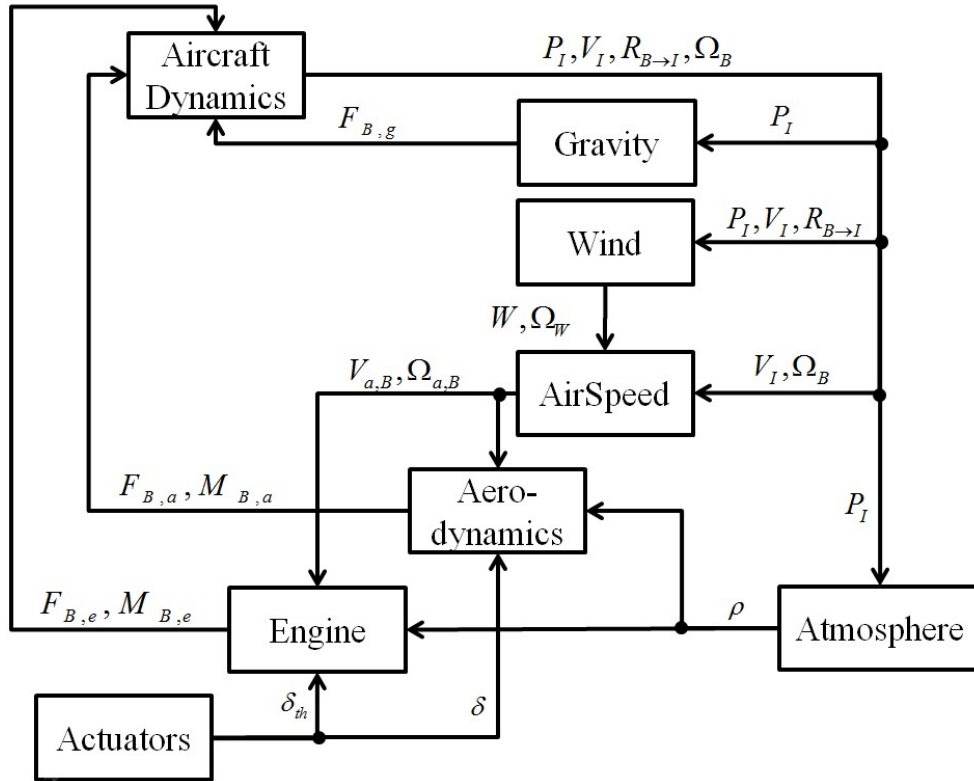 Aircraft
Dynamics
P_I, V_I, R_{B→I}, Ω_B
F_{B,g}
Gravity
P_I
Wind
P_I, V_I, R_{B→I}
W, Ω_W
V_{a,B}, Ω_{a,B}
AirSpeed
V_I, Ω_B
F_{B,a}, M_{B,a}
Aero-
dynamics
P_I
F_{B,e}, M_{B,e}
Engine
ρ
Atmosphere
δ_{th}
δ
Actuators